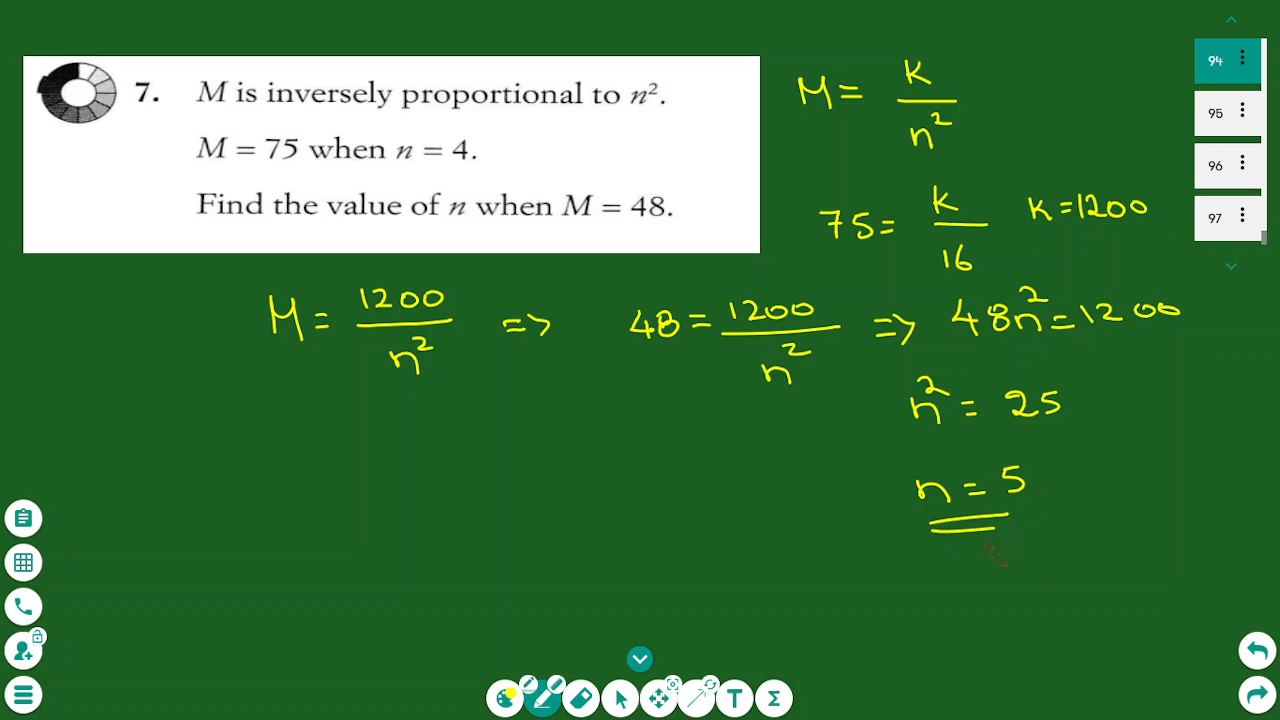 7. M is inversely proportional to n².
M = 75 when n = 4.
Find the value of n when M = 48.
M = k/n²
75 = k/16 K = 1200
M = 1200/n² => 48 = 1200/n² => 48n² = 1200
n² = 25
n = 5
94
95
96
97
T
Σ